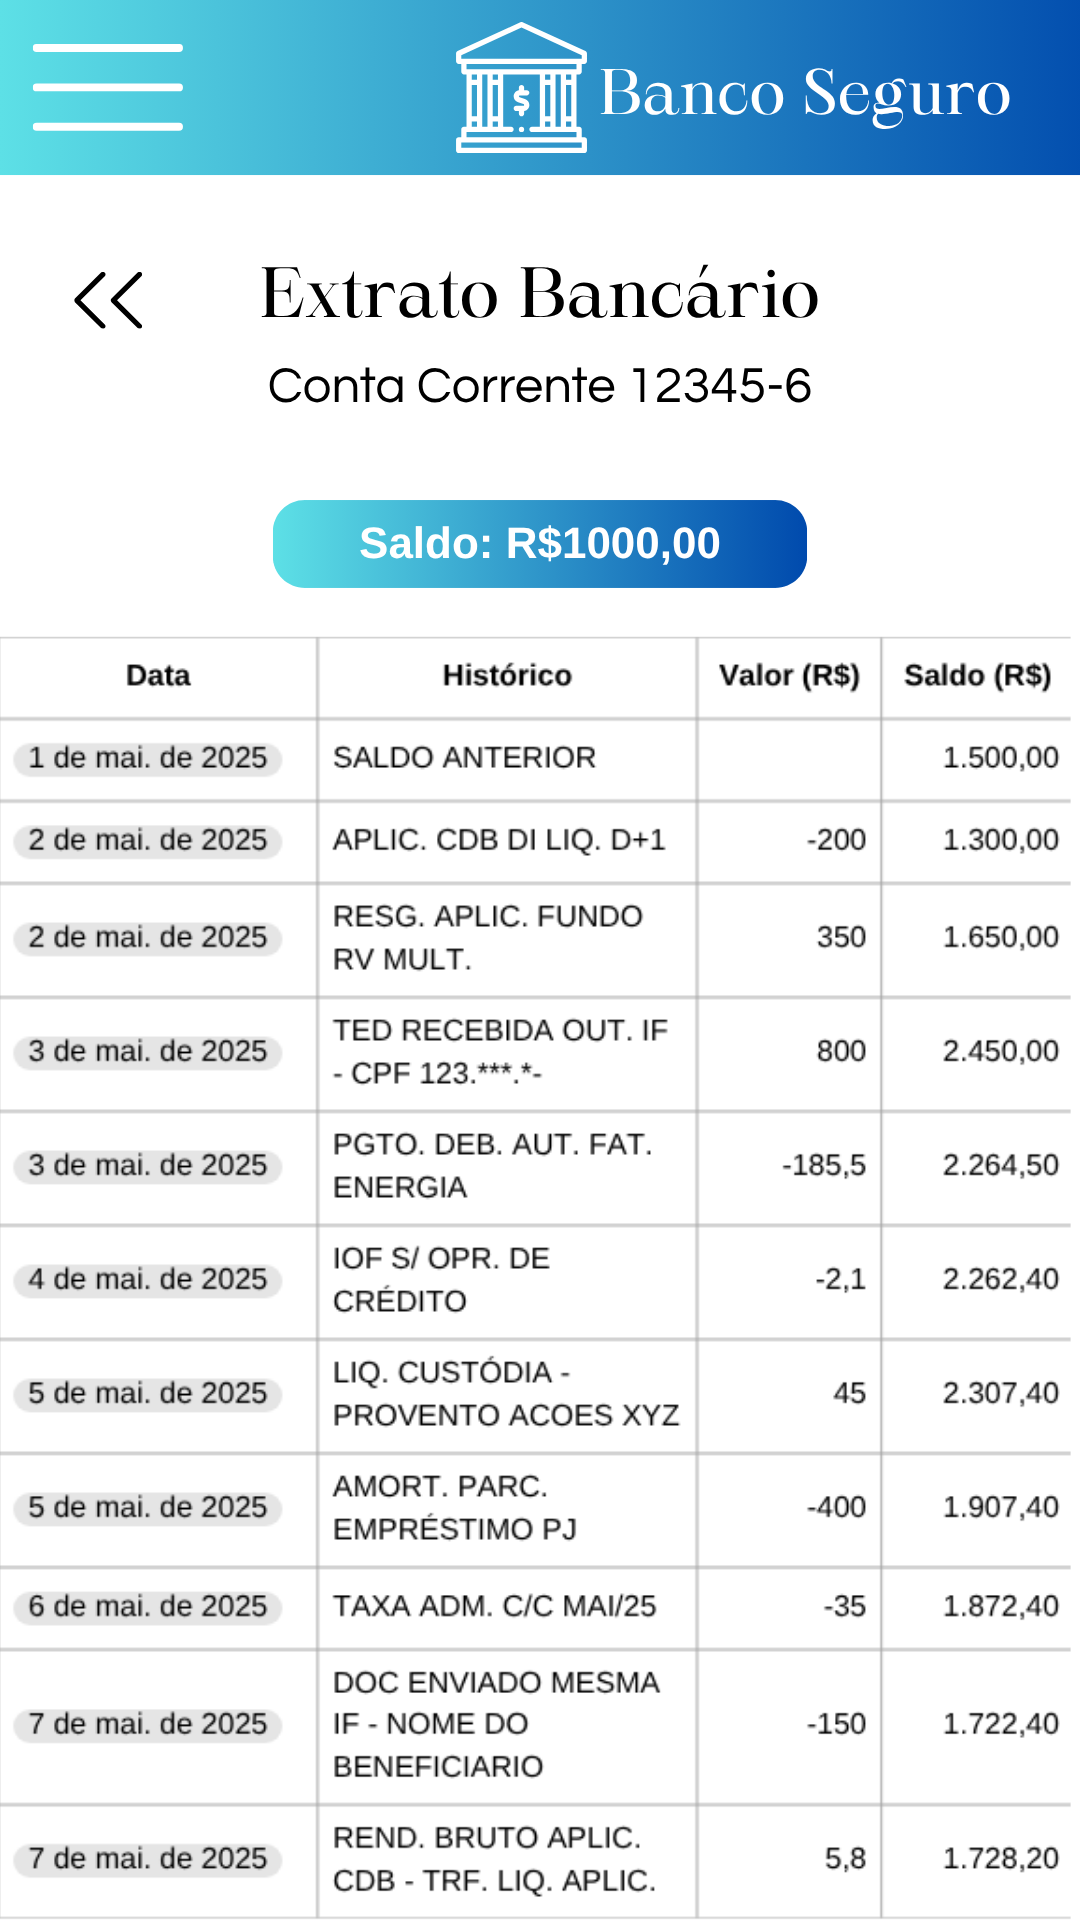 $ Banco Seguro
Extrato Bancário
Conta Corrente 12345-6
Saldo: R$1000,00
Data Histórico Valor (R$) Saldo (R$)
1 de mai. de 2025 SALDO ANTERIOR 1.500,00
2 de mai. de 2025 APLIC. CDB DI LIQ. D+1 -200 1.300,00
2 de mai. de 2025 RESG. APLIC. FUNDO
RV MULT. 350 1.650,00
3 de mai. de 2025 TED RECEBIDA OUT. IF
- CPF 123.***.*- 800 2.450,00
3 de mai. de 2025 PGTO. DEB. AUT. FAT.
ENERGIA -185,5 2.264,50
4 de mai. de 2025 IOF S/ OPR. DE
CRÉDITO -2,1 2.262,40
5 de mai. de 2025 LIQ. CUSTÓDIA -
PROVENTO ACOES XYZ 45 2.307,40
5 de mai. de 2025 AMORT. PARC.
EMPRÉSTIMO PJ -400 1.907,40
6 de mai. de 2025 TAXA ADM. C/C MAI/25 -35 1.872,40
7 de mai. de 2025 DOC ENVIADO MESMA
IF - NOME DO
BENEFICIARIO -150 1.722,40
7 de mai. de 2025 REND. BRUTO APLIC.
CDB - TRF. LIQ. APLIC. 5,8 1.728,20